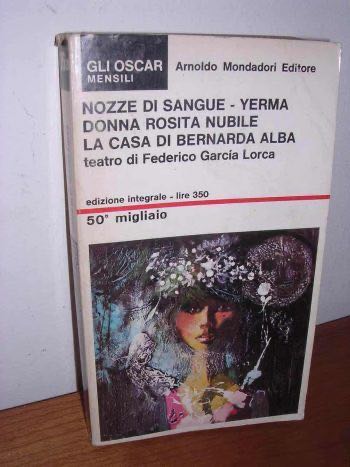 GLI OSCAR
MENSILI
Arnoldo Mondadori Editore
NOZZE DI SANGUE - YERMA
DONNA ROSITA NUBILE
LA CASA DI BERNARDA ALBA
teatro di Federico García Lorca
edizione integrale - lire 350
50° migliaio